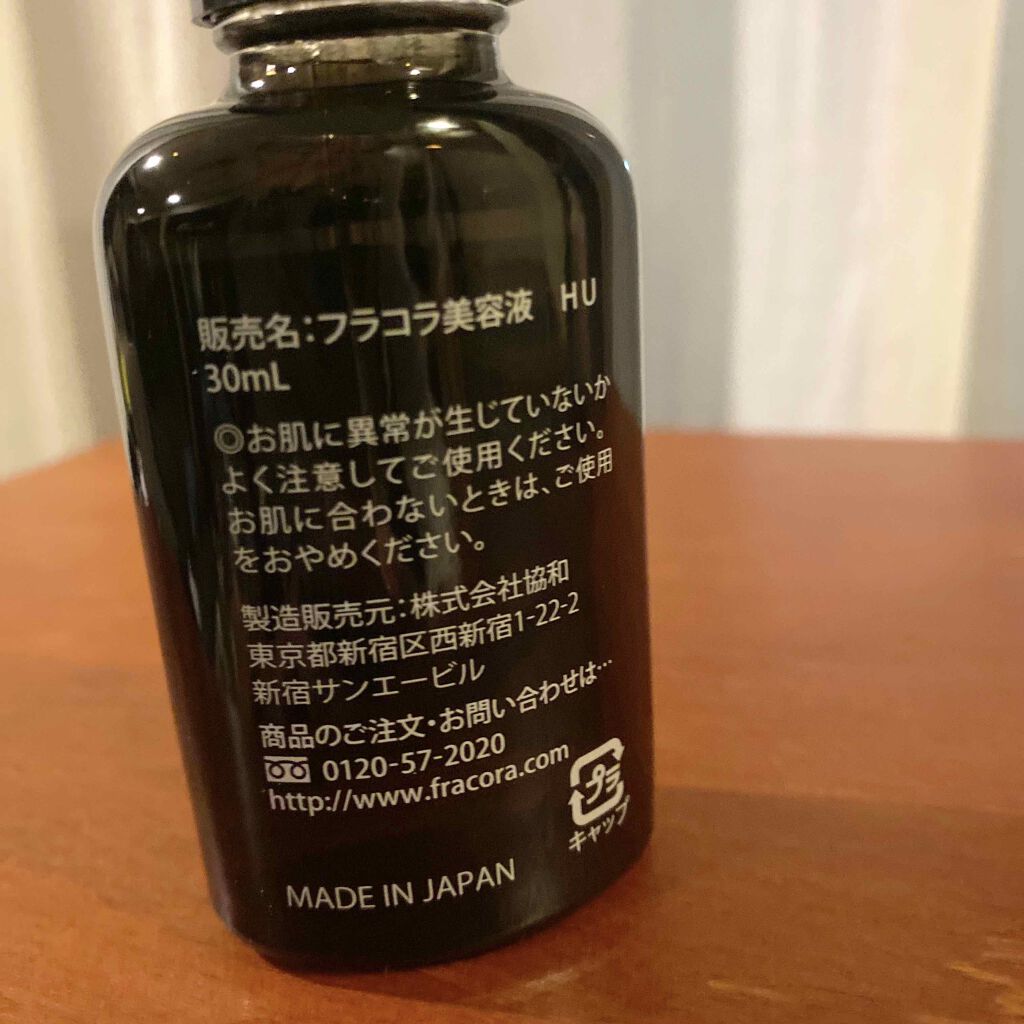 販売名：フラコラ美容液　HU
30mL
◎お肌に異常が生じていないか
よく注意してご使用ください。
お肌に合わないときは、ご使用
をおやめください。
製造販売元：株式会社協和
東京都新宿区西新宿1-22-2
新宿サンエービル
商品のご注文・お問い合わせは…
0120-57-2020
http://www.fracora.com
プラ
キャップ
MADE IN JAPAN